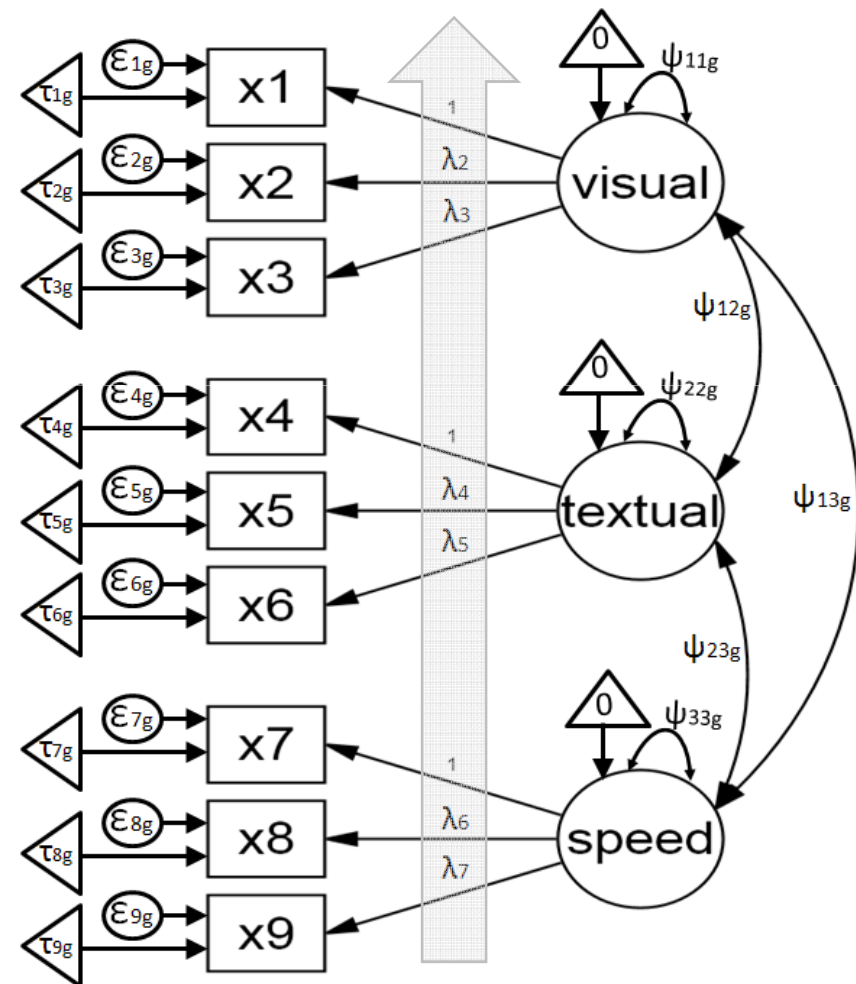 0
ψ11g
ε1g
τ1g
x1
1
ε2g
τ2g
x2
λ2
visual
ε3g
τ3g
x3
λ3
ψ12g
0
ψ22g
ε4g
τ4g
x4
1
ε5g
τ5g
x5
λ4
textual
ψ13g
ε6g
τ6g
x6
λ5
ψ23g
0
ψ33g
ε7g
τ7g
x7
1
ε8g
τ8g
x8
λ6
speed
ε9g
τ9g
x9
λ7